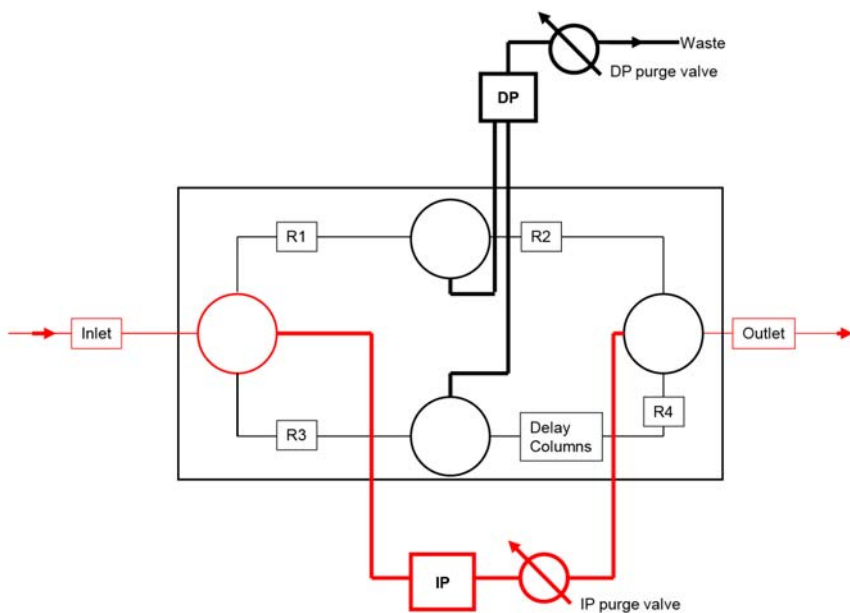 Waste
DP purge valve
DP
R1
R2
Inlet
Outlet
R3
Delay
Columns
R4
IP
IP purge valve